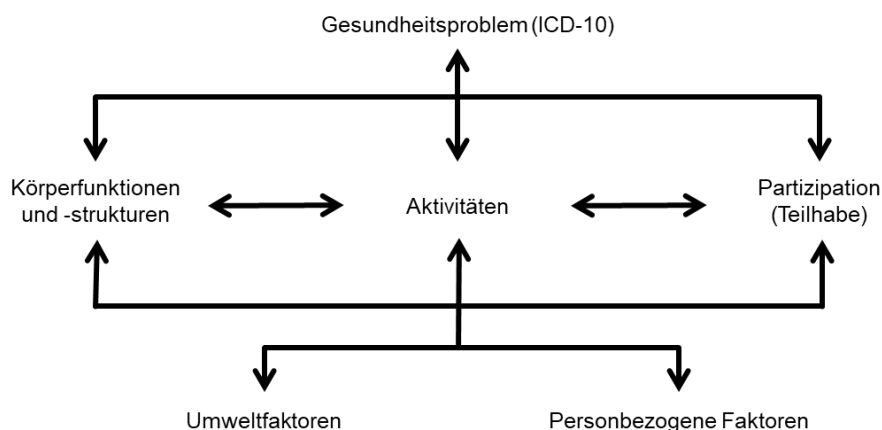 Gesundheitsproblem (ICD-10)
Körperfunktionen
und -strukturen
Aktivitäten
Partizipation
(Teilhabe)
Umweltfaktoren
Personbezogene Faktoren